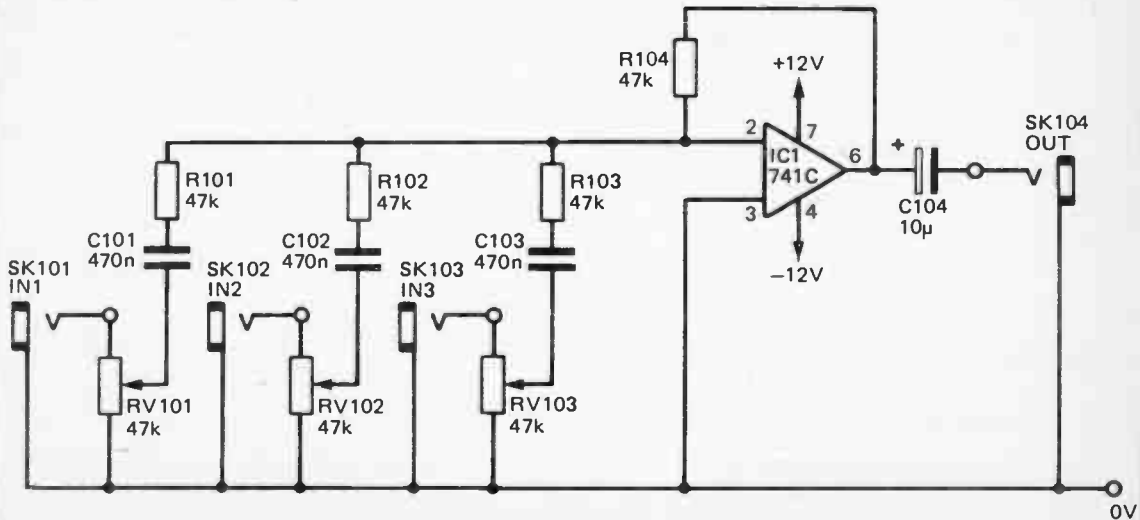 R104
47k
+12V
2
7
IC1
741C
6
3
4
-12V
+
C104
10µ
SK104
OUT
R101
47k
R102
47k
R103
47k
C101
470n
C102
470n
C103
470n
SK101
IN1
SK102
IN2
SK103
IN3
RV101
47k
RV102
47k
RV103
47k
0V